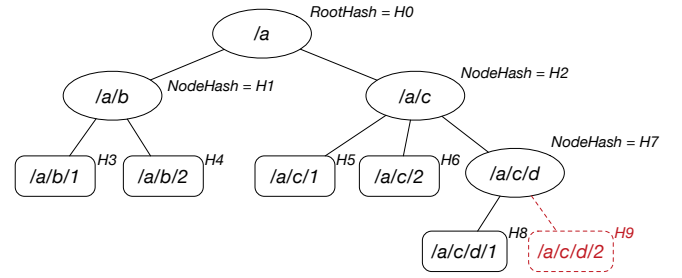 RootHash = H0
/a
NodeHash = H1
NodeHash = H2
/a/b
/a/c
NodeHash = H7
H3
H4
H5
H6
/a/b/1
/a/b/2
/a/c/1
/a/c/2
/a/c/d
H8
H9
/a/c/d/1
/a/c/d/2